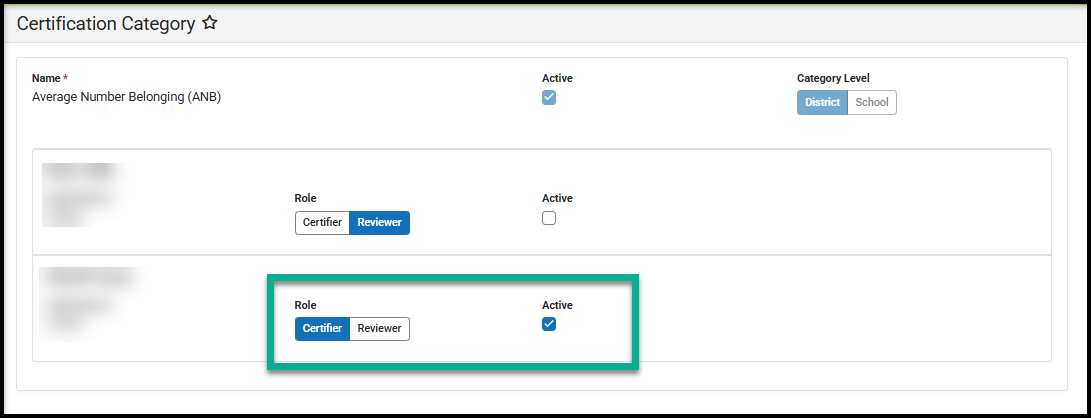 Certification Category
Name * Active Category Level
Average Number Belonging (ANB) District School
Role Active
Certifier Reviewer
Role Active
Certifier Reviewer